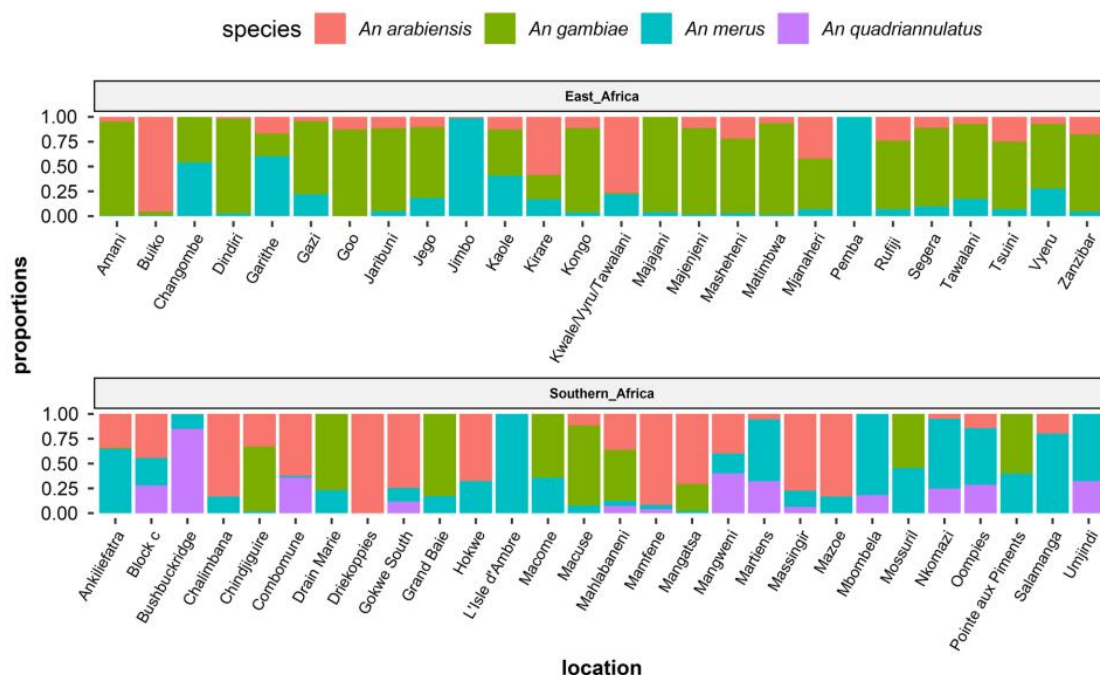 species An arabiensis An gambiae An merus An quadriannulatus
East_Africa
1.00
0.75
0.50
0.25
0.00
Amani Buiko Changombe Dindiri Garithe Gazi Goo Jaribuni Jego Jimbo Kaole Kirare Kongo Kwale/Vyru/Tawalani Majajani Majenjeni Masheheni Matimbwa Mjanaheri Pemba Rufiji Segera Tawalani Tsuini Vyeru Zanzibar
proportions
Southern_Africa
1.00
0.75
0.50
0.25
0.00
Ankiliefatra Block c Bushbuckridge Chalimbana Chindjiguire Combomune Drain Marie Driekoppies Gokwe South Grand Baie Hokwe L'Isle d'Ambre Macome Macuse Mahlabaneni Mamfene Mangatsa Mangweni Martiens Massingir Mazoe Mbombela Mossuril Nkomazi Oompies Pointe aux Piments Salamanga Umjindi
location